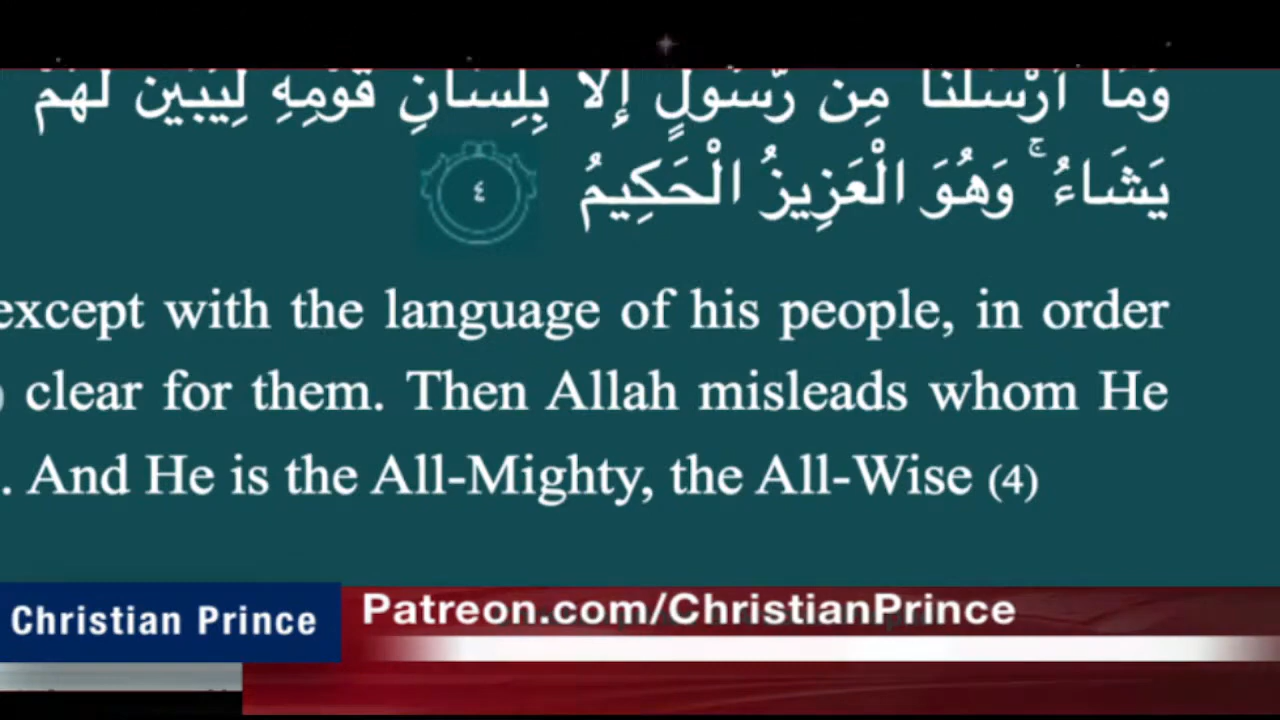 وَمَا أَرْسَلْنَا مِن رَّسُولٍ إِلَّا بِلِسَانِ قَوْمِهِ لِيُبَيِّنَ لَهُمْ
يَشَاءُ ۚ وَهُوَ الْعَزِيزُ الْحَكِيمُ ٤
except with the language of his people, in order
) clear for them. Then Allah misleads whom He
. And He is the All-Mighty, the All-Wise (4)
Christian Prince
Patreon.com/ChristianPrince